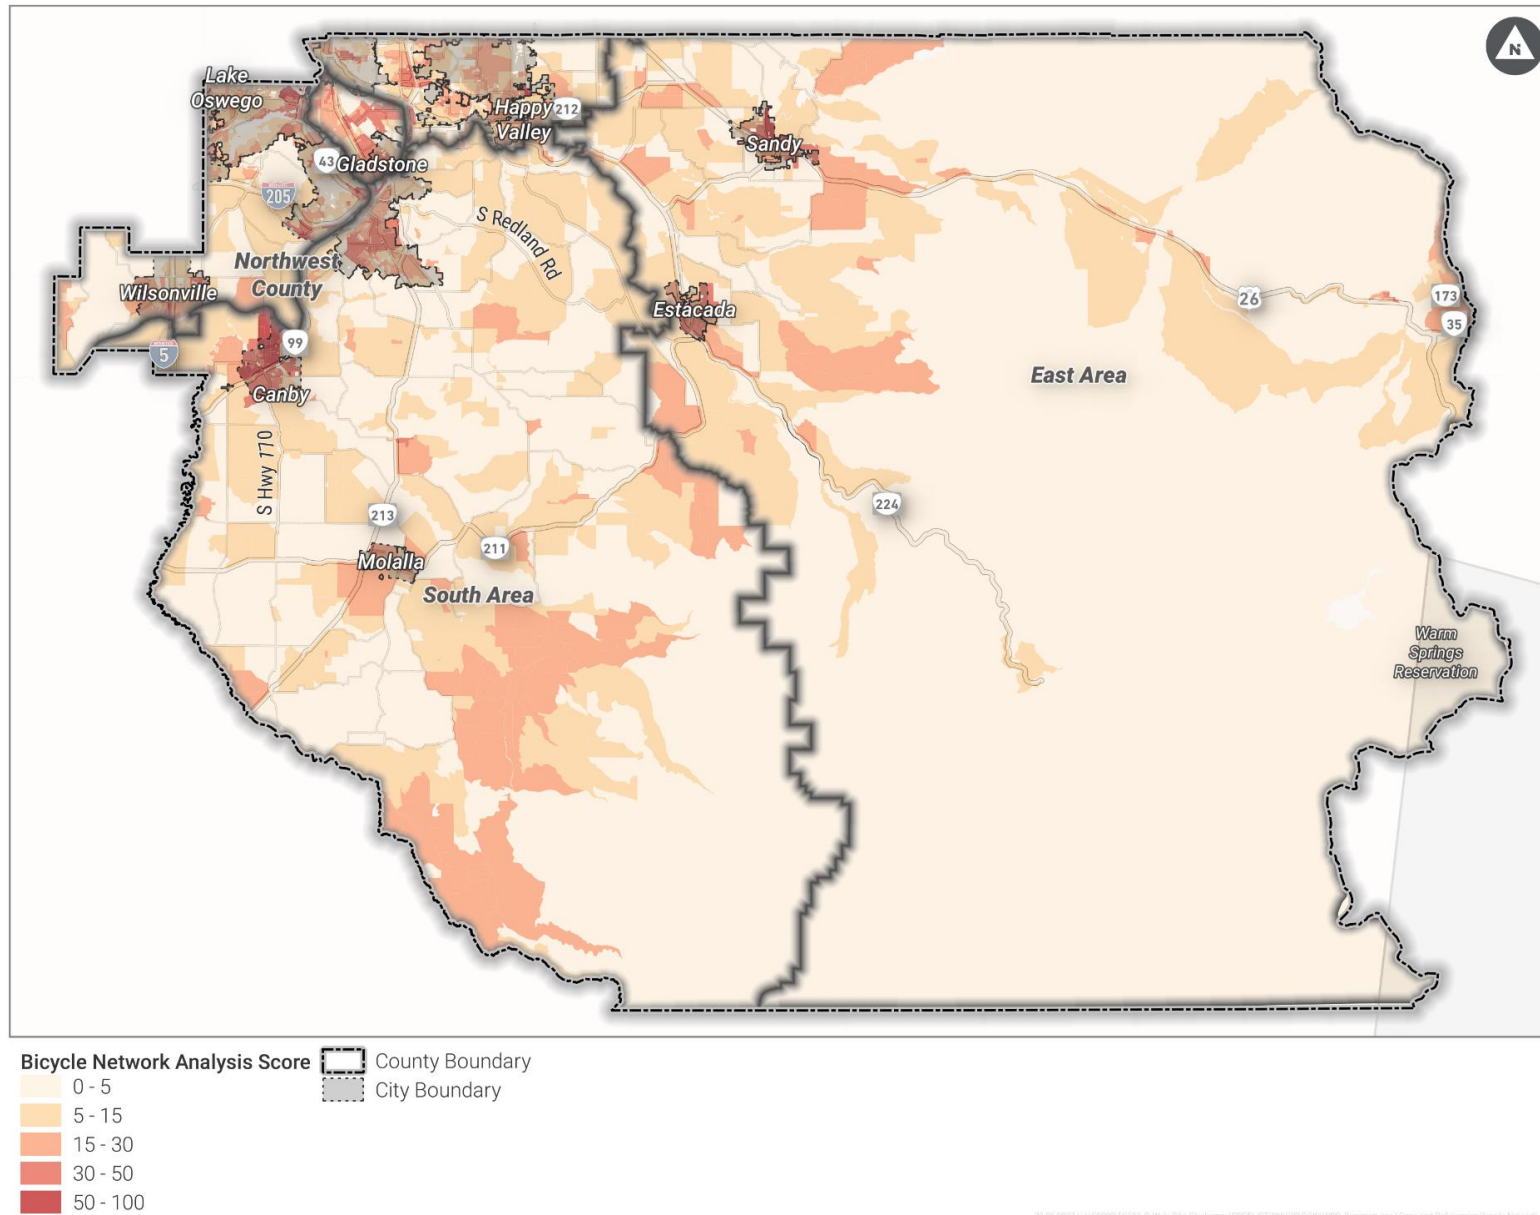 N
Lake
Oswego
Happy
Valley
212
Sandy
43
Gladstone
205
S Redland Rd
Northwest
County
Wilsonville
Estacada
26
173
35
99
5
Canby
East Area
S Hwy 170
213
224
211
Molalla
South Area
Warm
Springs
Reservation
Bicycle Network Analysis Score
0 - 5
5 - 15
15 - 30
30 - 50
50 - 100
County Boundary
City Boundary